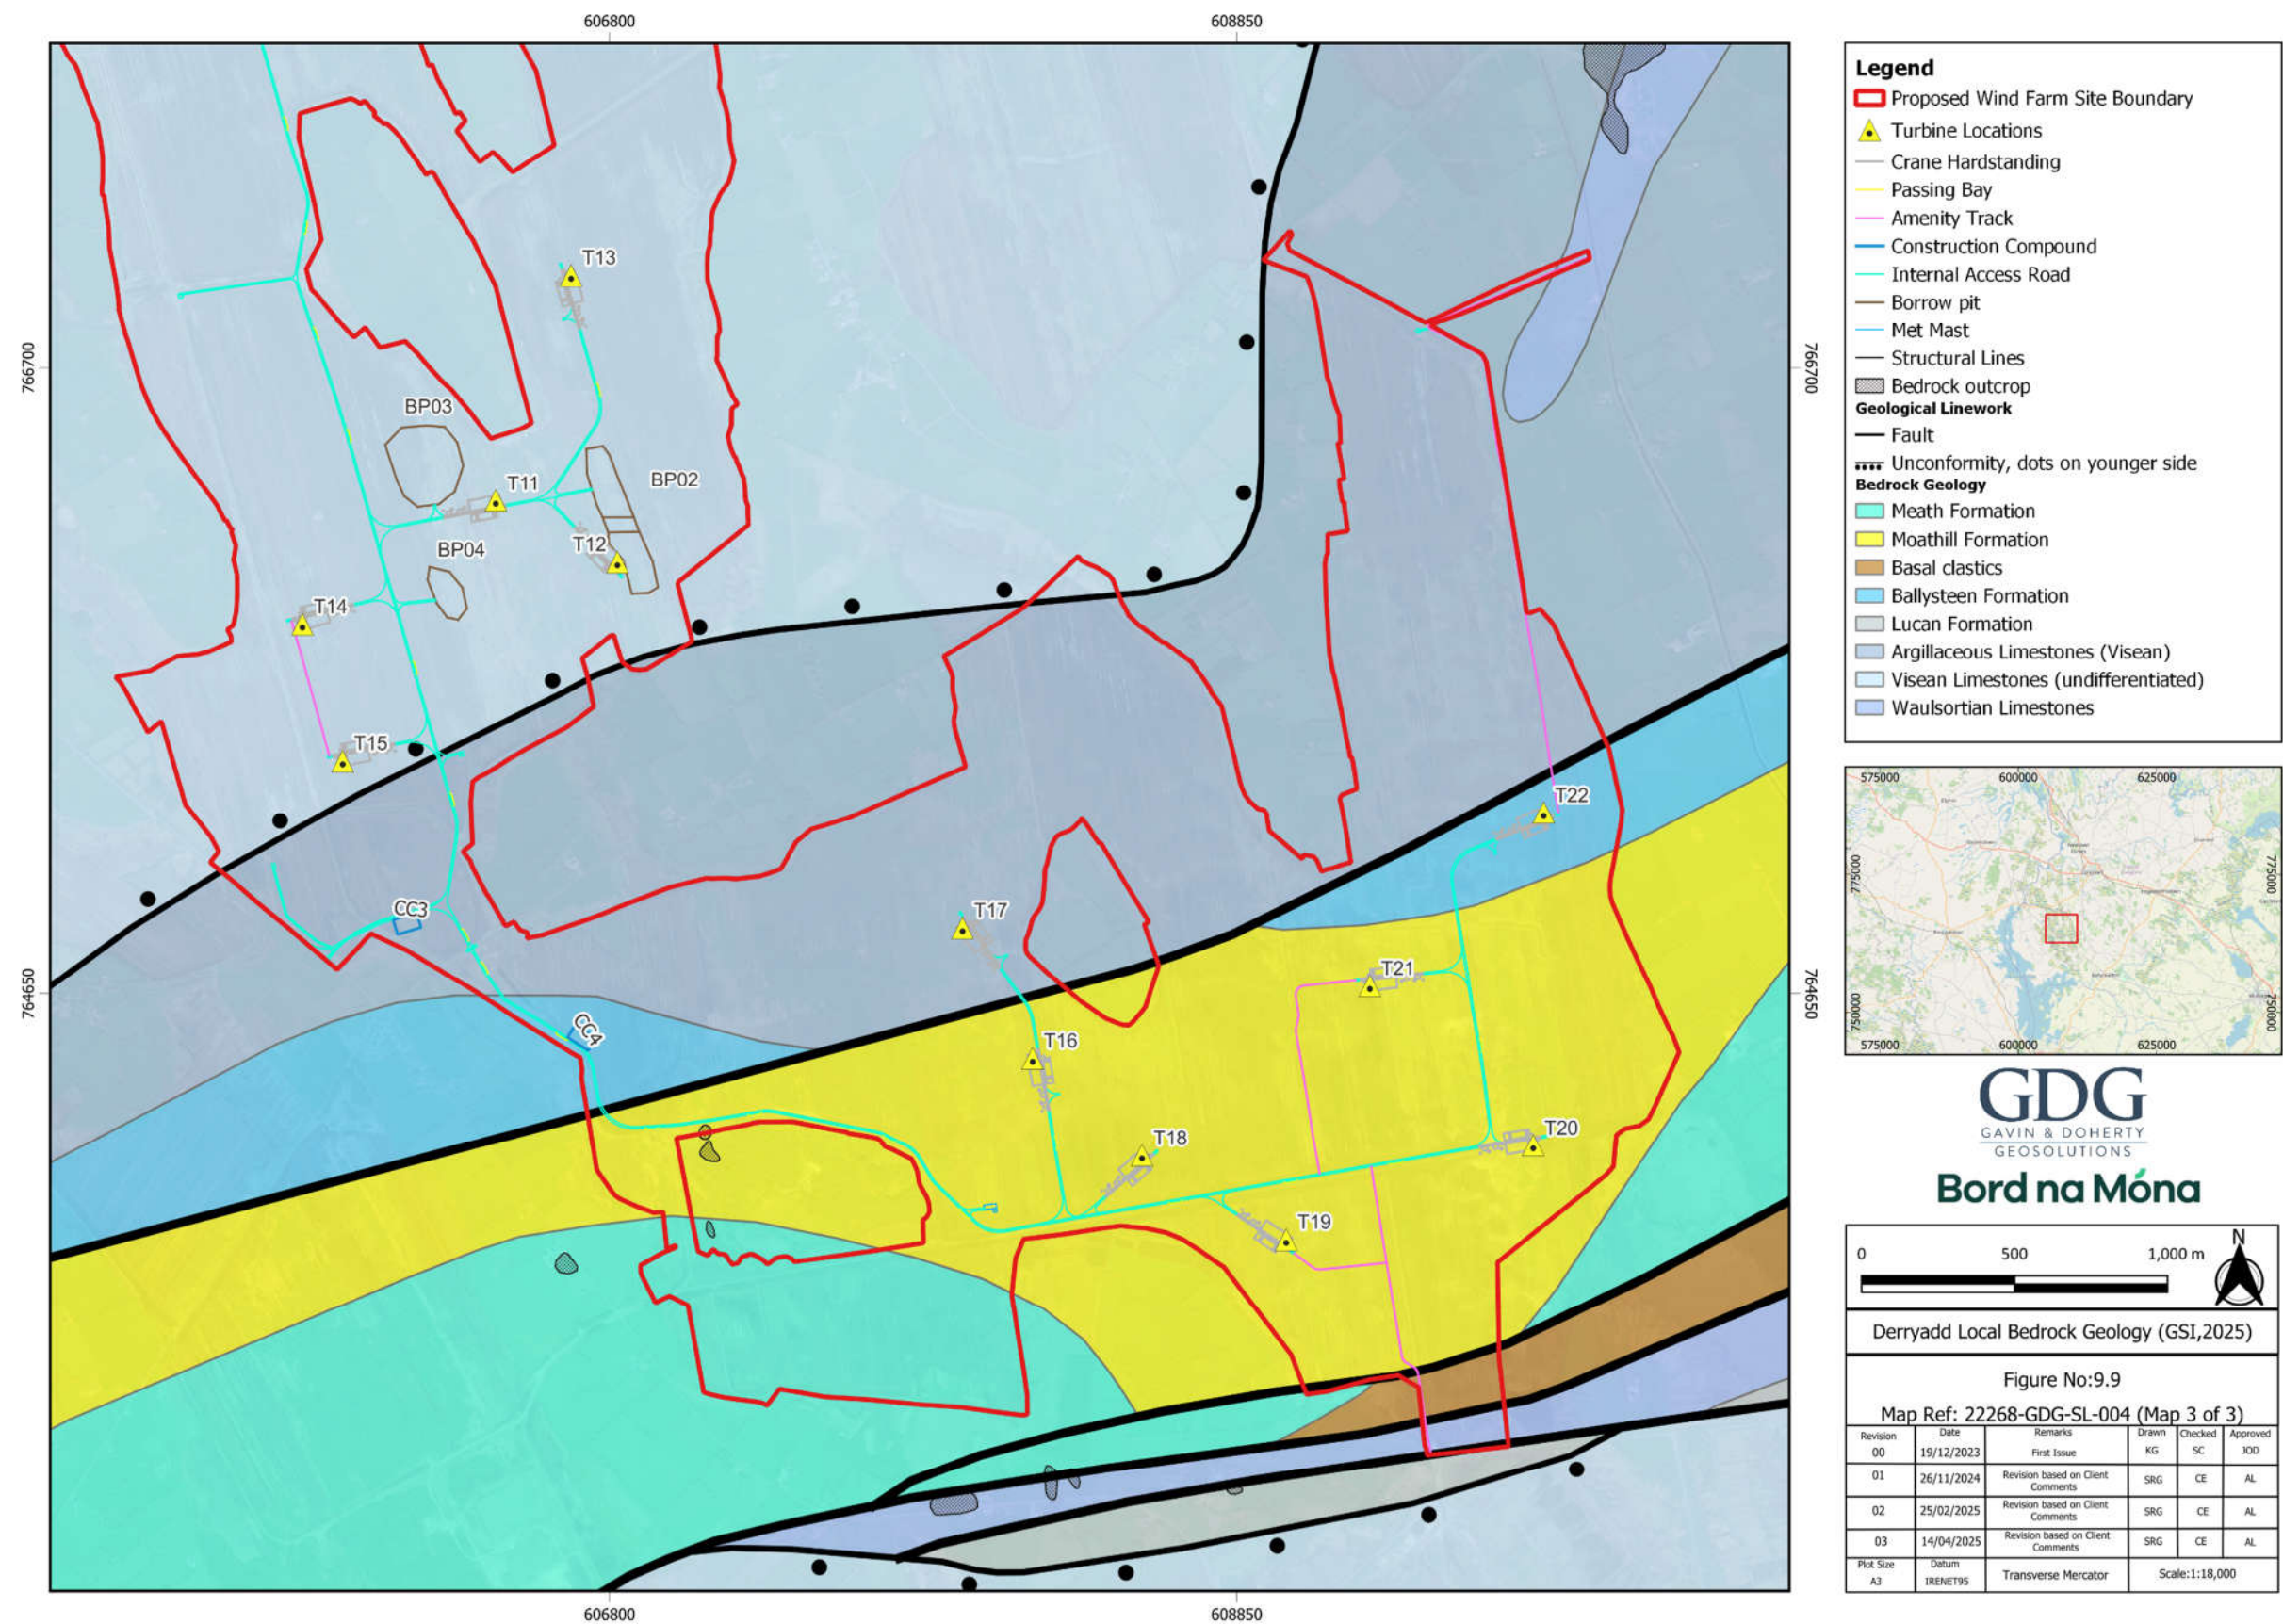 606800
608850
766700
766700
764650
764650
T13
BP03
T11
BP02
T12
BP04
T14
T15
T22
T17
CC3
T21
CC4
T16
T18
T20
T19
606800
608850
Legend
Proposed Wind Farm Site Boundary
Turbine Locations
Crane Hardstanding
Passing Bay
Amenity Track
Construction Compound
Internal Access Road
Borrow pit
Met Mast
Structural Lines
Bedrock outcrop
Geological Linework
Fault
Unconformity, dots on younger side
Bedrock Geology
Meath Formation
Moathill Formation
Basal clastics
Ballysteen Formation
Lucan Formation
Argillaceous Limestones (Visean)
Visean Limestones (undifferentiated)
Waulsortian Limestones
575000 600000 625000
775000
775000
750000
750000
575000 600000 625000
GDG
GAVIN & DOHERTY
GEOSOLUTIONS
Bord na Móna
0 500 1,000 m
N
Derryadd Local Bedrock Geology (GSI,2025)
Figure No:9.9
Map Ref: 22268-GDG-SL-004 (Map 3 of 3)
Revision Date Remarks Drawn Checked Approved
00 19/12/2023 First Issue KG SC JOD
01 26/11/2024 Revision based on Client Comments SRG CE AL
02 25/02/2025 Revision based on Client Comments SRG CE AL
03 14/04/2025 Revision based on Client Comments SRG CE AL
Plot Size Datum Transverse Mercator Scale:1:18,000
A3 IRENET95